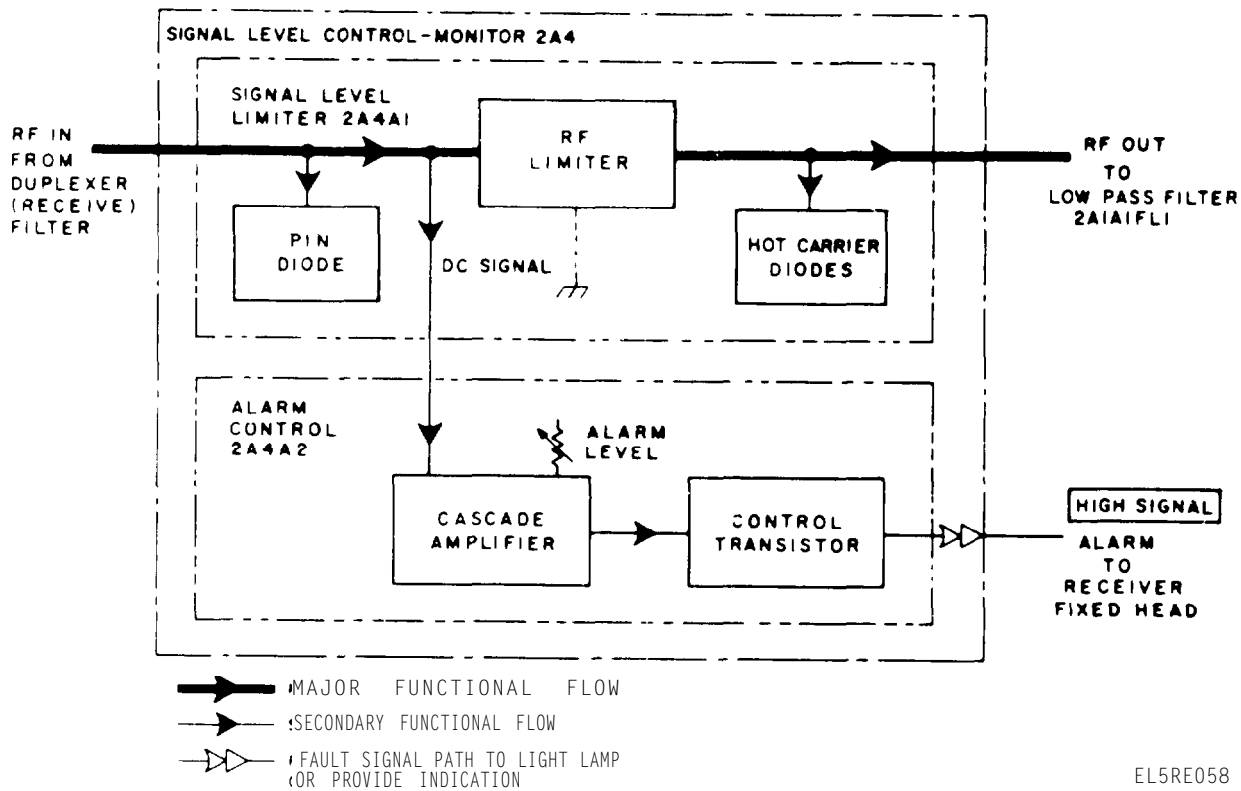 SIGNAL LEVEL CONTROL-MONITOR 2A4
SIGNAL LEVEL
LIMITER 2A4A1
RF IN
FROM
DUPLEXER
(RECEIVE)
FILTER
RF
LIMITER
RF OUT
TO
LOW PASS FILTER
2A1A1FL1
PIN
DIODE
DC SIGNAL
HOT CARRIER
DIODES
ALARM
CONTROL
2A4A2
ALARM
LEVEL
CASCADE
AMPLIFIER
CONTROL
TRANSISTOR
HIGH SIGNAL
ALARM
TO
RECEIVER
FIXED HEAD
MAJOR FUNCTIONAL FLOW
SECONDARY FUNCTIONAL FLOW
FAULT SIGNAL PATH TO LIGHT LAMP
OR PROVIDE INDICATION
EL5RE058